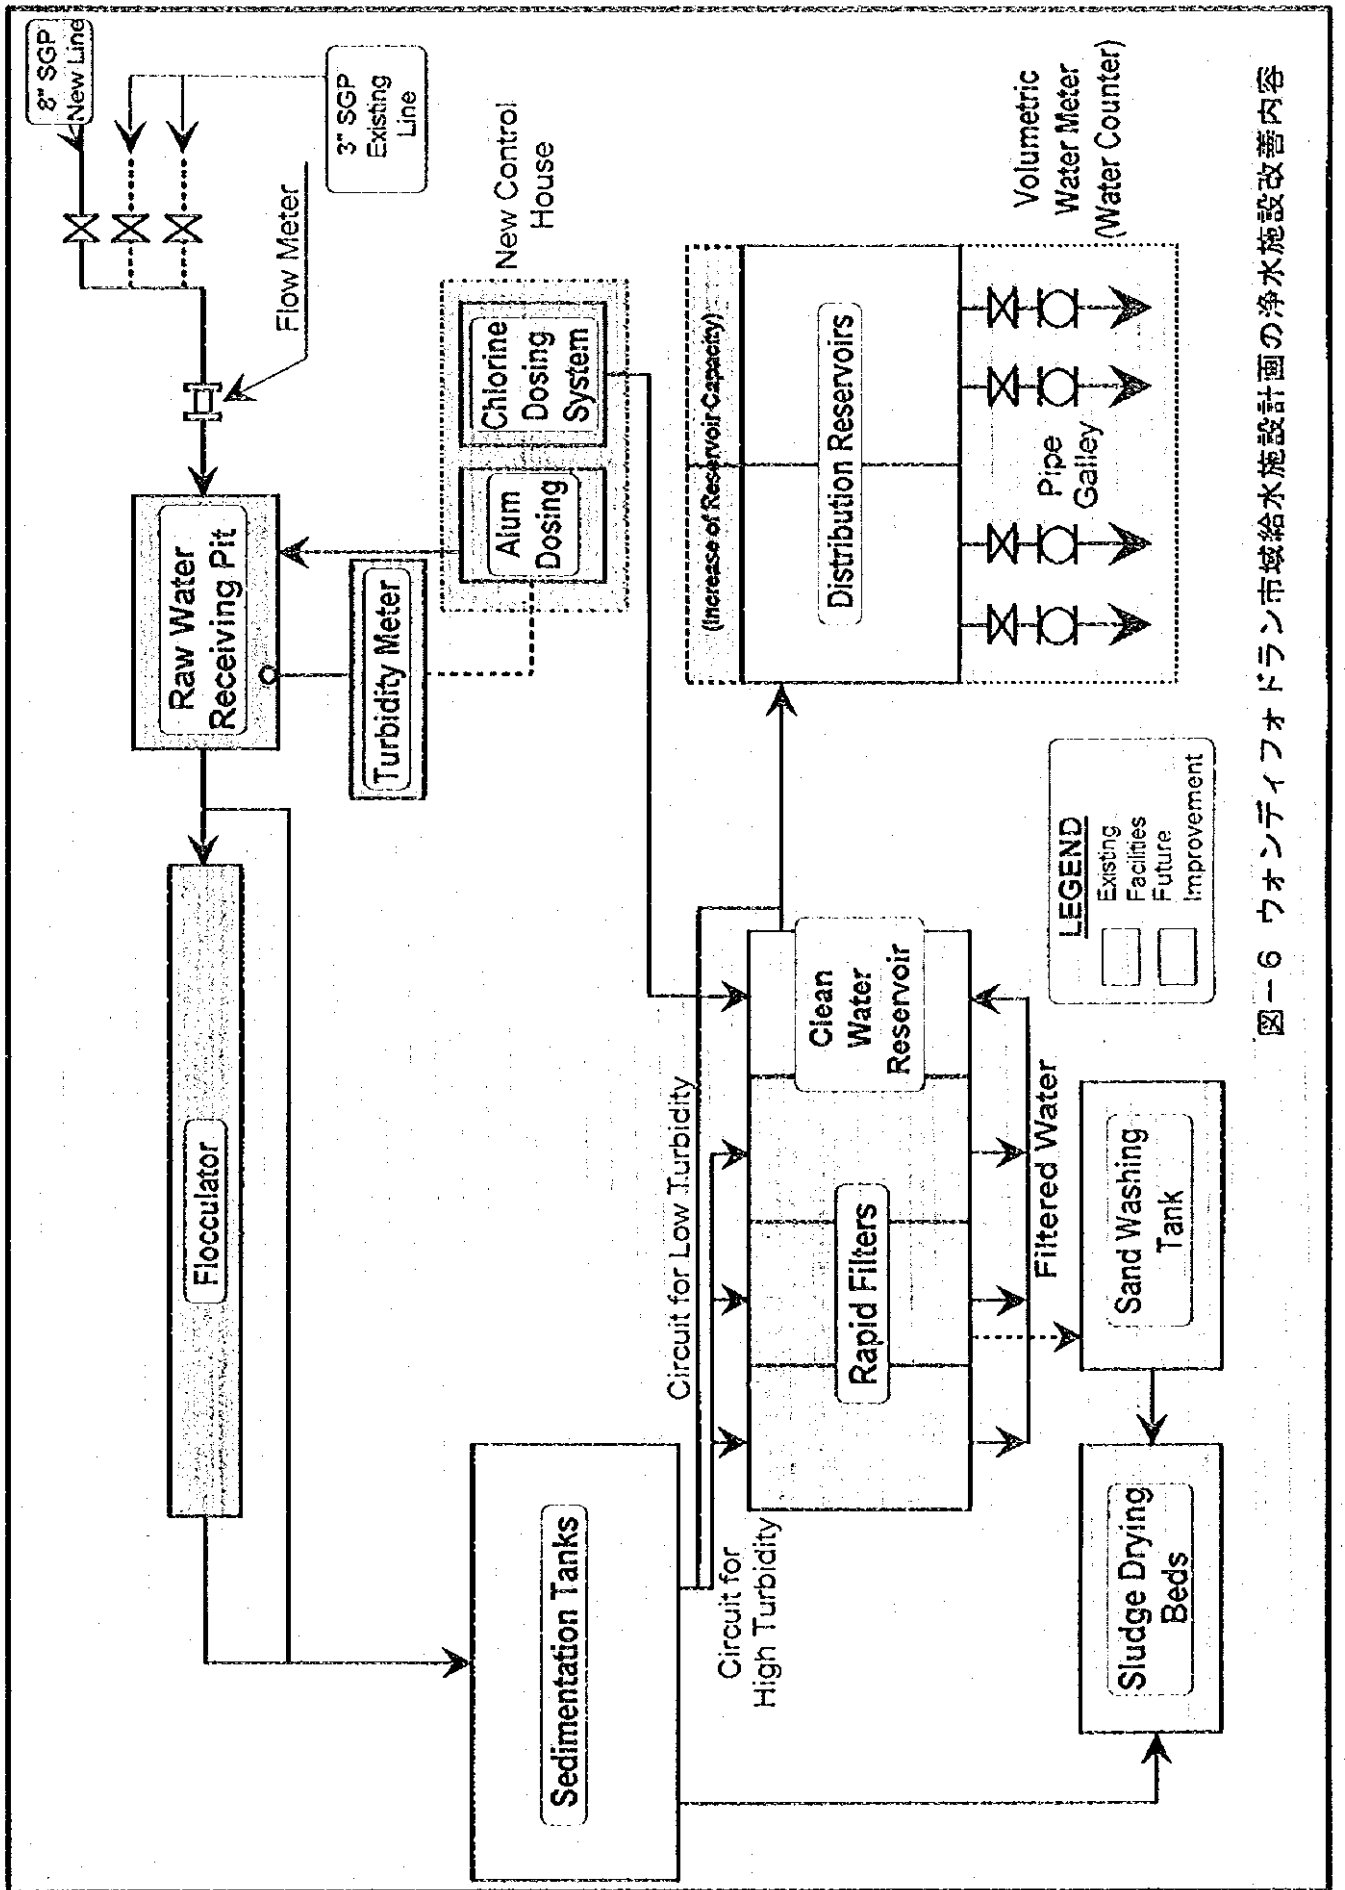 8" SGP
New Line
3" SGP
Existing
Line
Flow Meter
Raw Water
Receiving Pit
New Control
House
Chlorine
Dosing
System
Alum
Dosing
Turbidity Meter
Flocculator
Sedimentation Tanks
Circuit for Low Turbidity
Circuit for
High Turbidity
Rapid Filters
Clean
Water
Reservoir
Filtered Water
Sand Washing
Tank
Sludge Drying
Beds
(Increase of Reservoir Capacity)
Distribution Reservoirs
Pipe
Galley
Volumetric
Water Meter
(Water Counter)
LEGEND
Existing
Facilities
Future
Improvement
図－6 ウォンディフォドラン市域給水施設計画の浄水施設改善内容